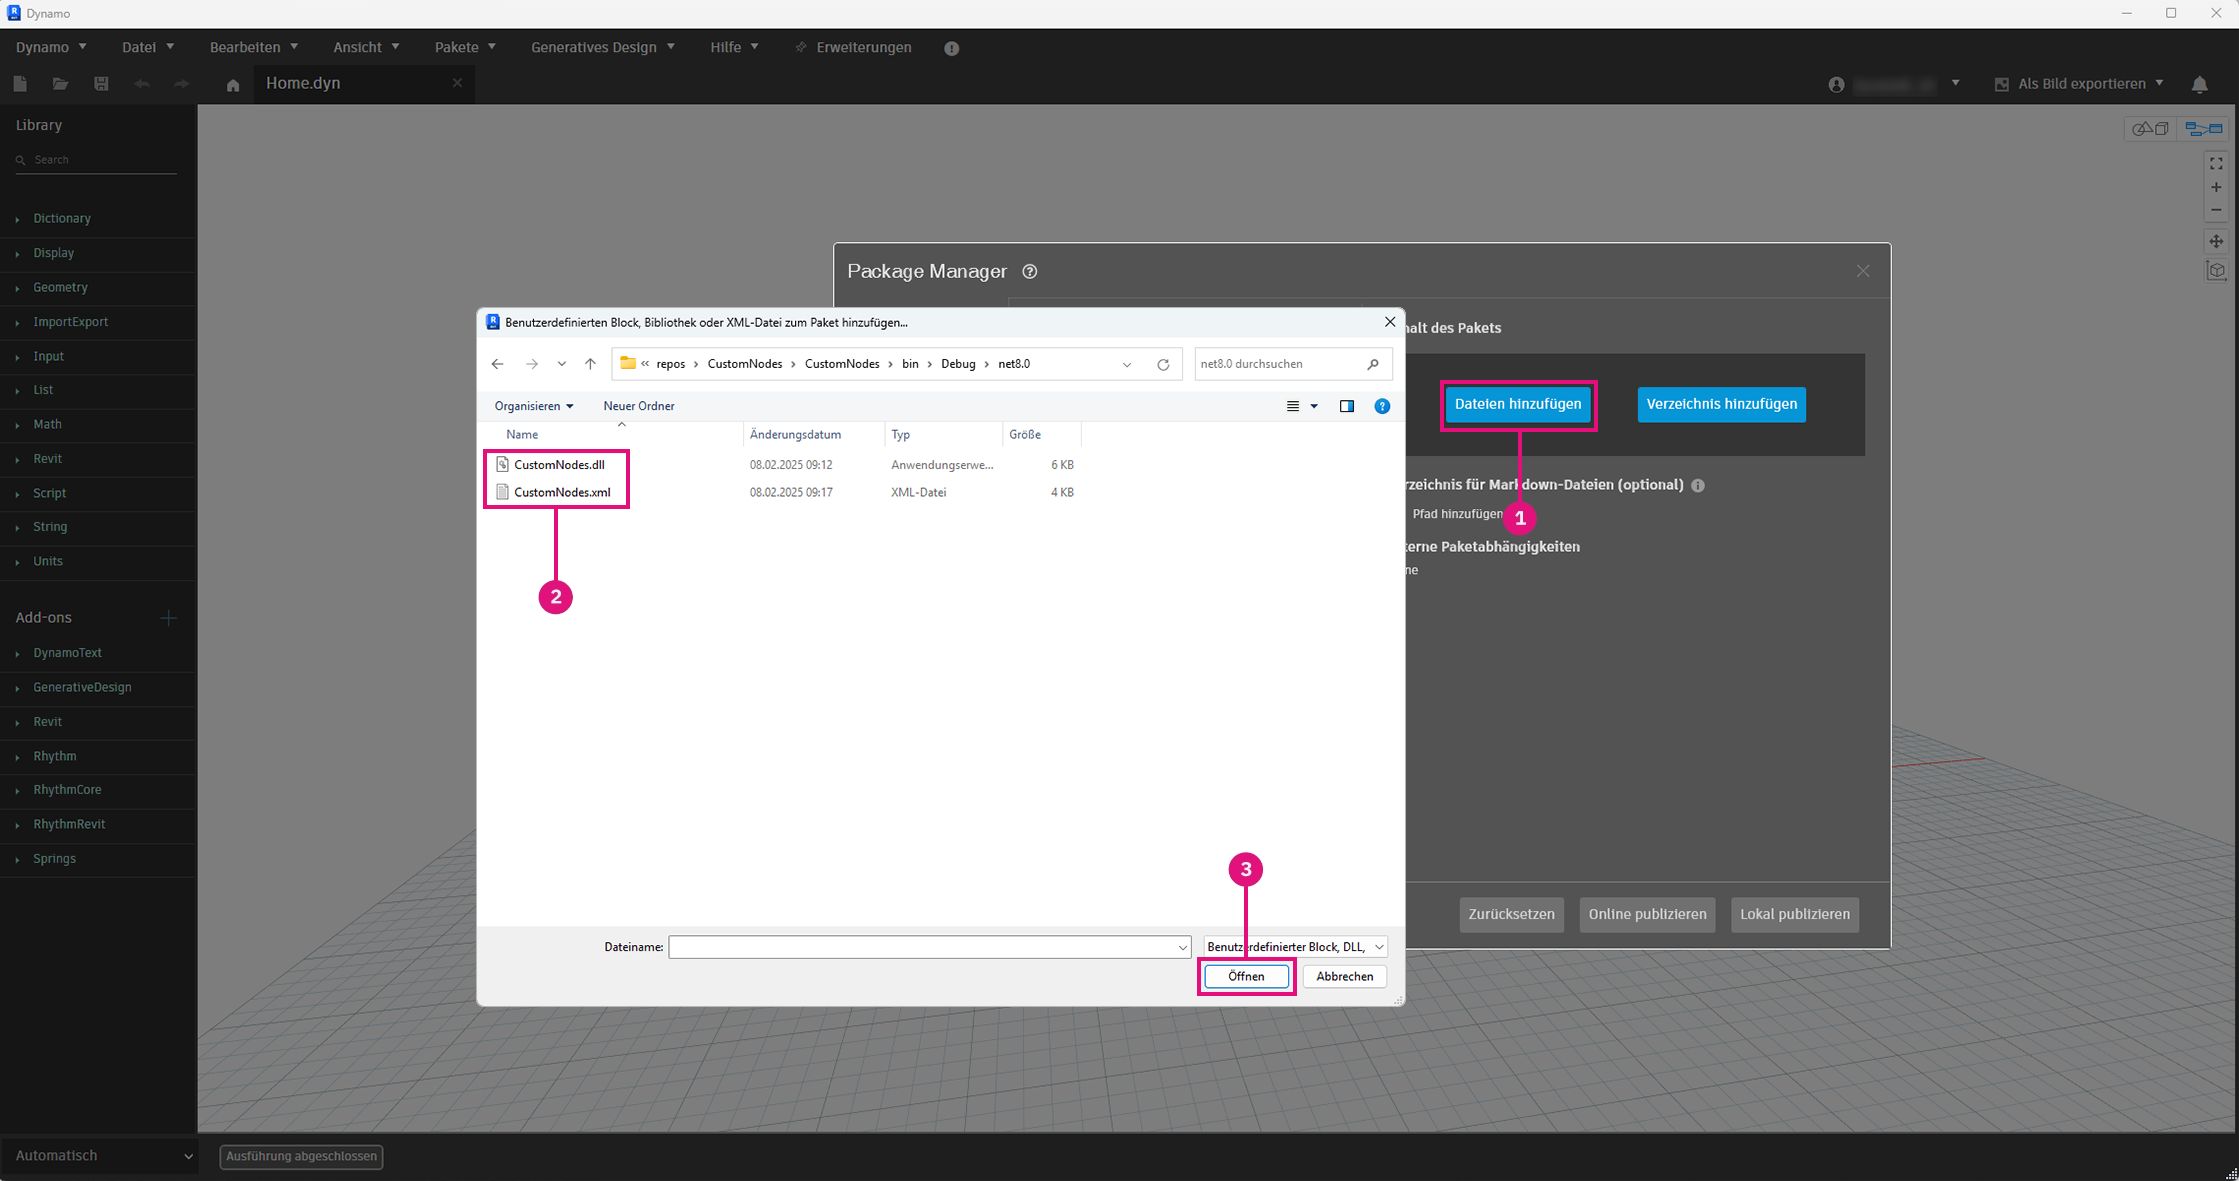 Dynamo
Dynamo Datei Bearbeiten Ansicht Pakete Generatives Design Hilfe Erweiterungen
Home.dyn Als Bild exportieren
Library
Search
Dictionary
Display
Geometry
ImportExport
Input
List
Math
Revit
Script
String
Units
Add-ons
DynamoText
GenerativeDesign
Revit
Rhythm
RhythmCore
RhythmRevit
Springs
Automatisch Ausführung abgeschlossen
Package Manager
halt des Pakets
Dateien hinzufügen Verzeichnis hinzufügen
rzeichnis für Markdown-Dateien (optional)
Pfad hinzufügen
1
terne Paketabhängigkeiten
ne
Zurücksetzen Online publizieren Lokal publizieren
Benutzerdefinierten Block, Bibliothek oder XML-Datei zum Paket hinzufügen...
« repos › CustomNodes › CustomNodes › bin › Debug › net8.0 net8.0 durchsuchen
Organisieren Neuer Ordner
Name Änderungsdatum Typ Größe
CustomNodes.dll 08.02.2025 09:12 Anwendungserwe... 6 KB
CustomNodes.xml 08.02.2025 09:17 XML-Datei 4 KB
2
3
Dateiname: Benutzerdefinierter Block, DLL,
Öffnen Abbrechen